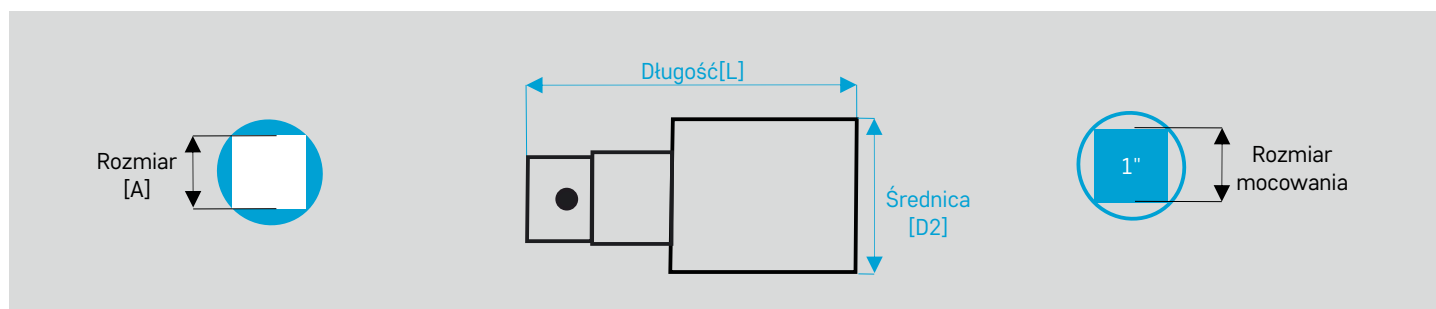 Długość[L]
Rozmiar
[A]
Średnica
[D2]
1"
Rozmiar
mocowania